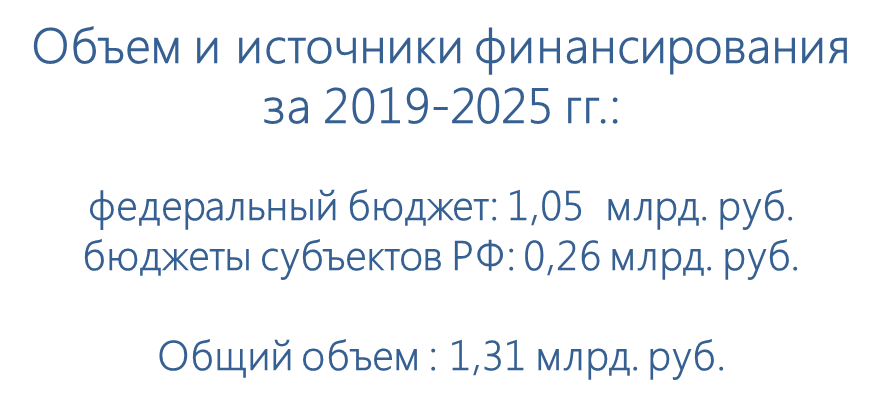 Объем и источники финансирования
за 2019-2025 гг.:
федеральный бюджет: 1,05 млрд. руб.
бюджеты субъектов РФ: 0,26 млрд. руб.
Общий объем : 1,31 млрд. руб.